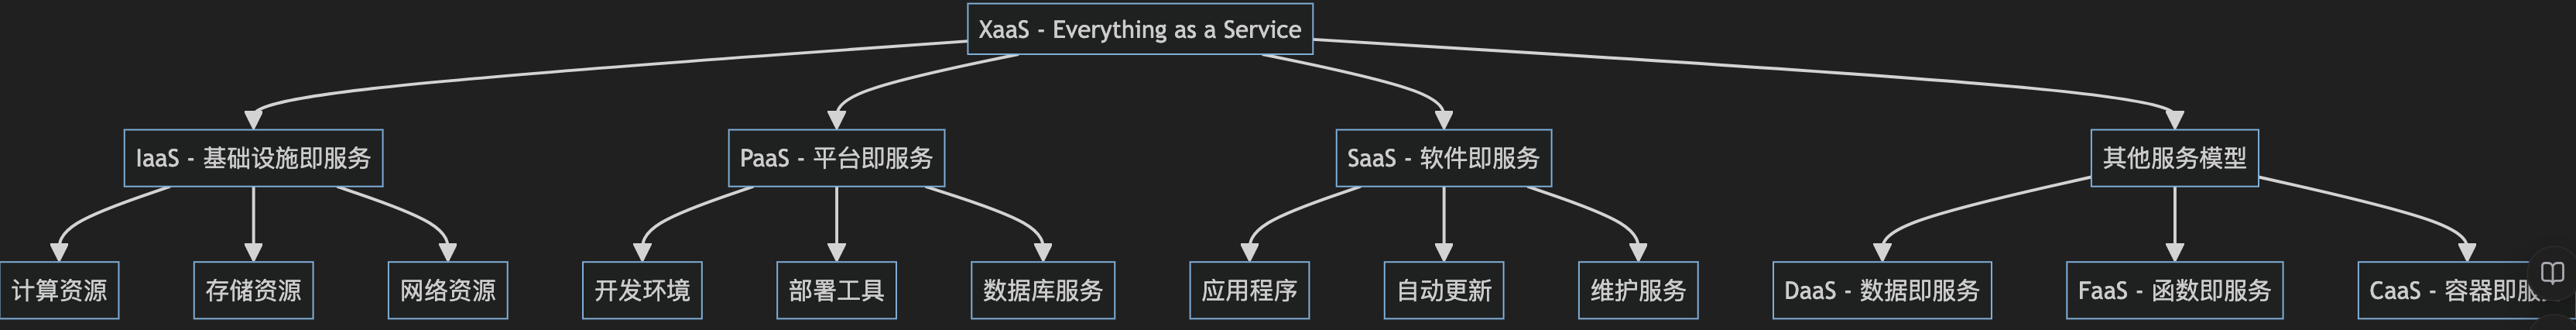 XaaS - Everything as a Service
IaaS - 基础设施即服务
PaaS - 平台即服务
SaaS - 软件即服务
其他服务模型
计算资源
存储资源
网络资源
开发环境
部署工具
数据库服务
应用程序
自动更新
维护服务
DaaS - 数据即服务
FaaS - 函数即服务
CaaS - 容器即服